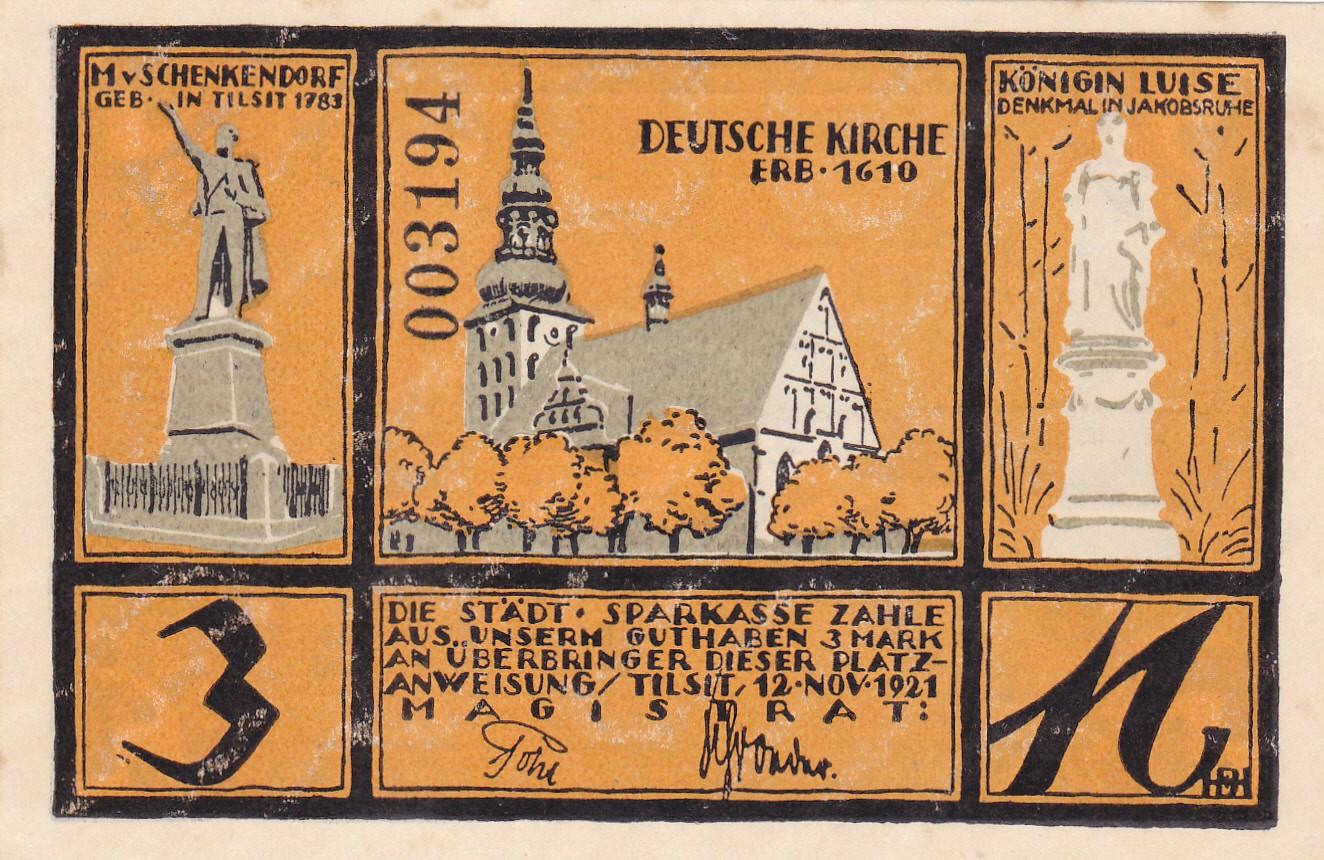 M v SCHENKENDORF
GEB. IN TILSIT 1783
003194
DEUTSCHE KIRCHE
ERB · 1610
KÖNIGIN LUISE
DENKMAL IN JAKOBSRUHE
3
DIE STÄDT · SPARKASSE ZAHLE
AUS UNSERM GUTHABEN 3 MARK
AN ÜBERBRINGER DIESER PLATZ-
ANWEISUNG / TILSIT, 12 · NOV · 1921
MAGISTRAT:
Pohl
M